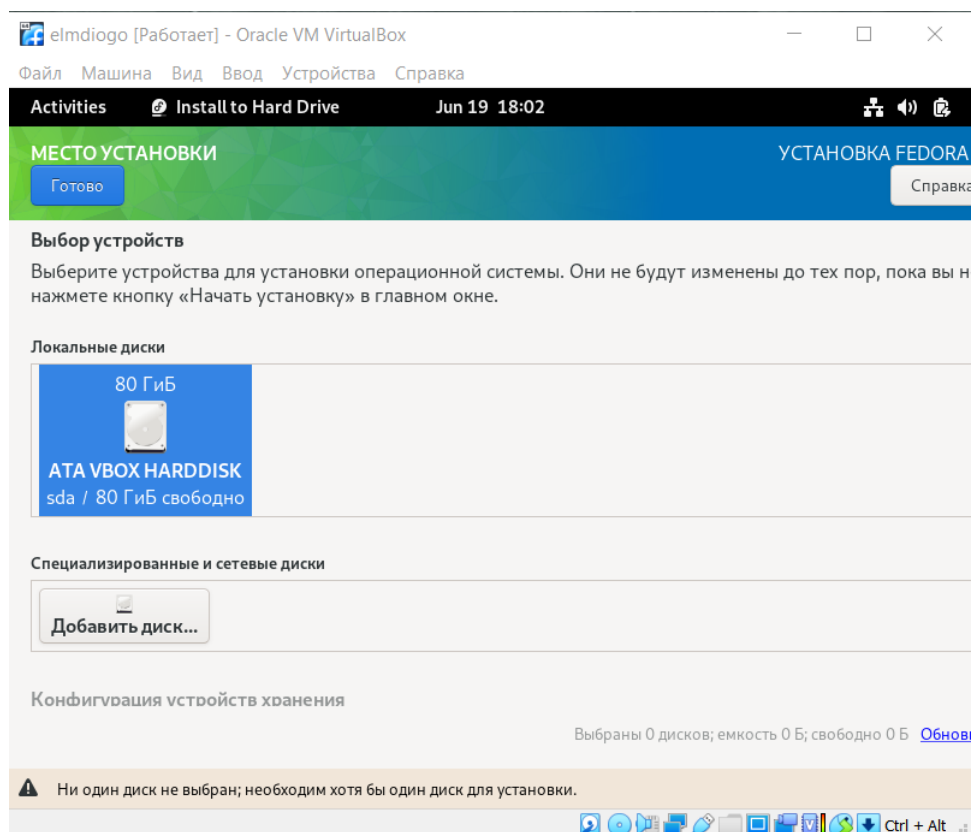 elmdiogo [Работает] - Oracle VM VirtualBox
Файл Машина Вид Ввод Устройства Справка
Activities Install to Hard Drive Jun 19 18:02
МЕСТО УСТАНОВКИ УСТАНОВКА FEDORA
Готово Справка
Выбор устройств
Выберите устройства для установки операционной системы. Они не будут изменены до тех пор, пока вы н
нажмете кнопку «Начать установку» в главном окне.
Локальные диски
80 ГиБ
ATA VBOX HARDDISK
sda / 80 ГиБ свободно
Специализированные и сетевые диски
Добавить диск...
Конфигурация устройств хранения
Выбраны 0 дисков; емкость 0 Б; свободно 0 Б Обнови
Ни один диск не выбран; необходим хотя бы один диск для установки.
Ctrl + Alt